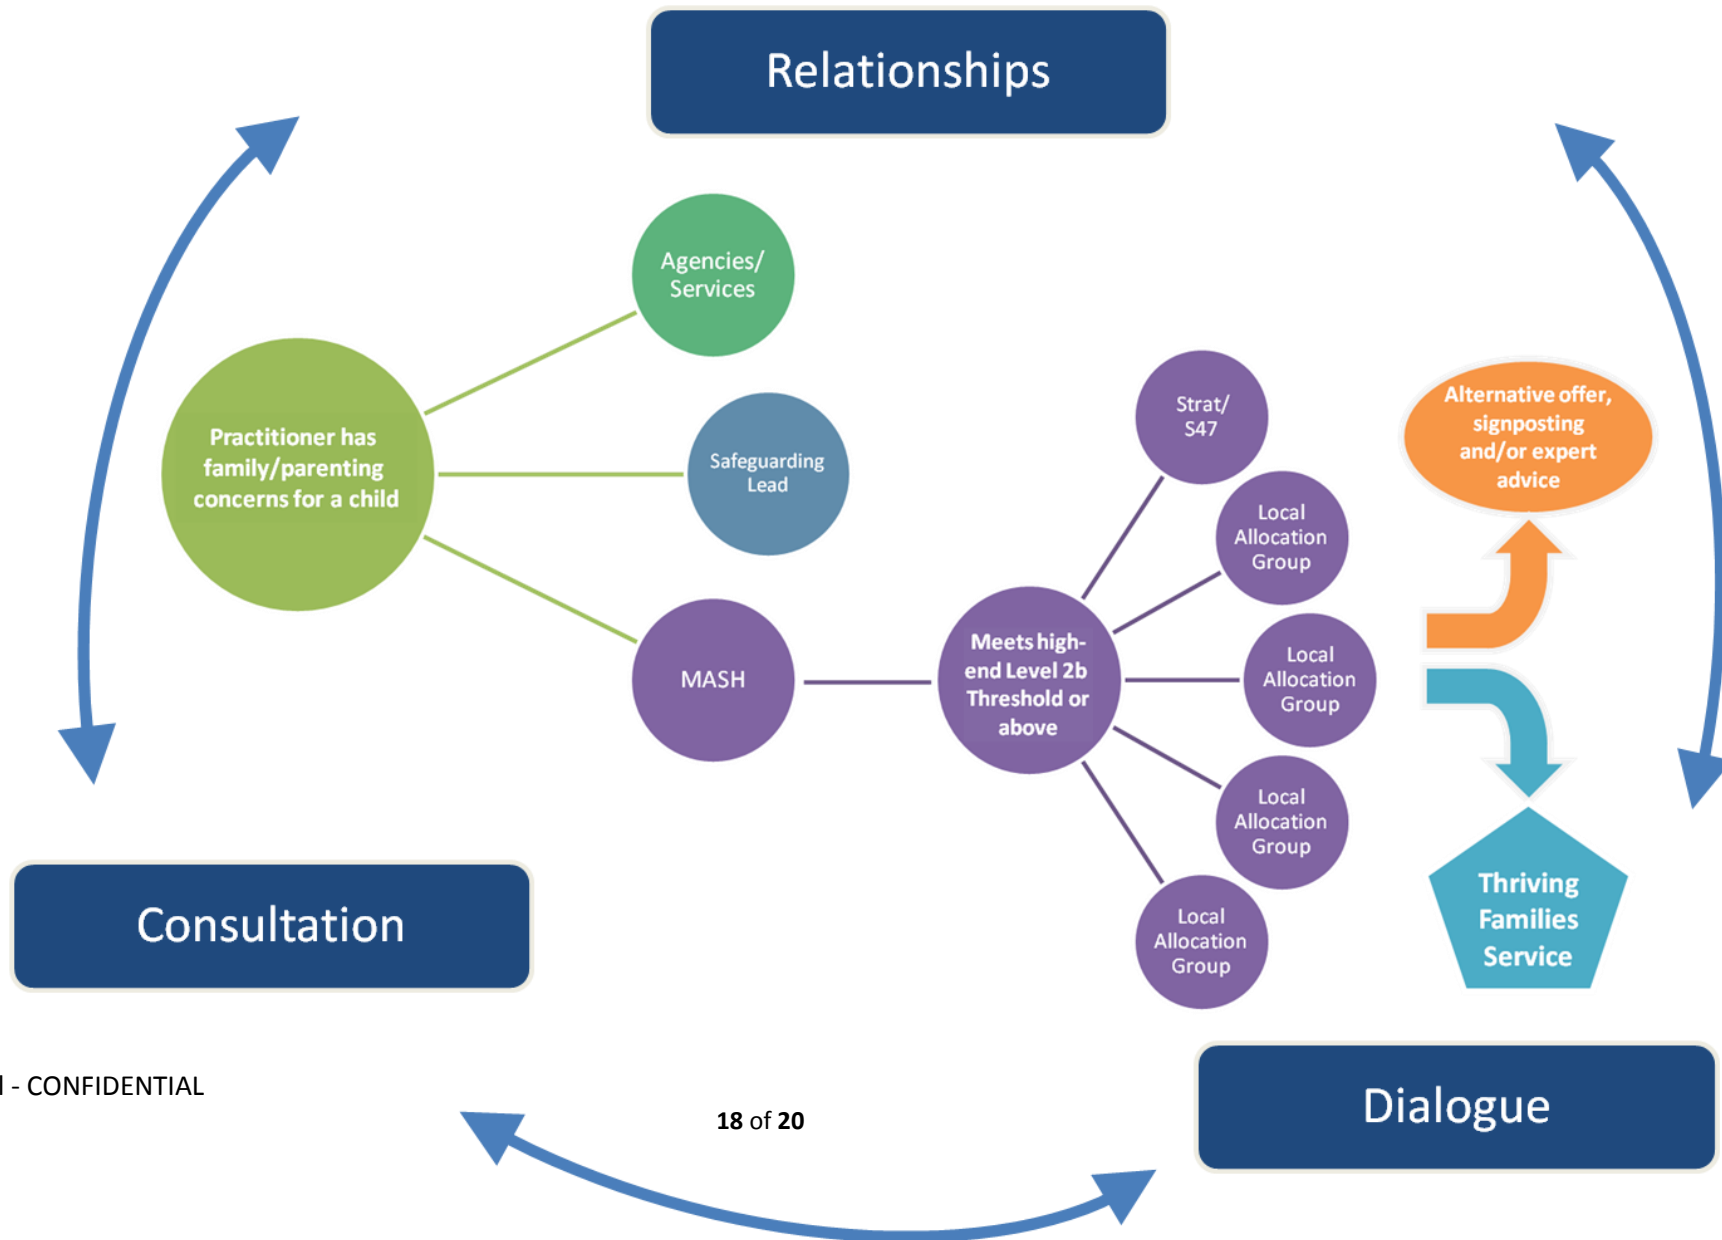 Relationships
Agencies/
Services
Practitioner has
family/parenting
concerns for a child
Safeguarding
Lead
MASH
Meets high-
end Level 2b
Threshold or
above
Strat/
S47
Local
Allocation
Group
Local
Allocation
Group
Local
Allocation
Group
Local
Allocation
Group
Alternative offer,
signposting
and/or expert
advice
Thriving
Families
Service
Consultation
Dialogue
- CONFIDENTIAL
18 of 20